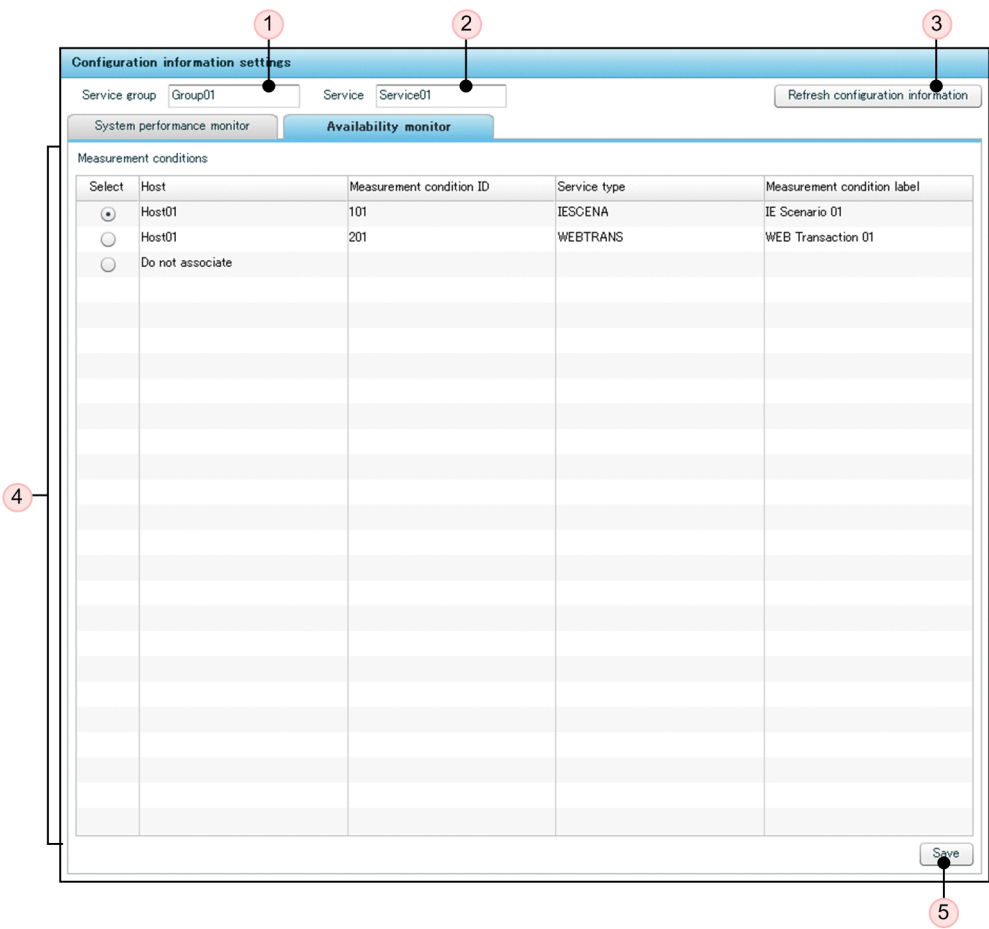 1 2 3
Configuration information settings
Service group Group01 Service Service01 Refresh configuration information
System performance monitor Availability monitor
Measurement conditions
Select Host Measurement condition ID Service type Measurement condition label
Host01 101 IESCENA IE Scenario 01
Host01 201 WEBTRANS WEB Transaction 01
Do not associate
4
Save
5